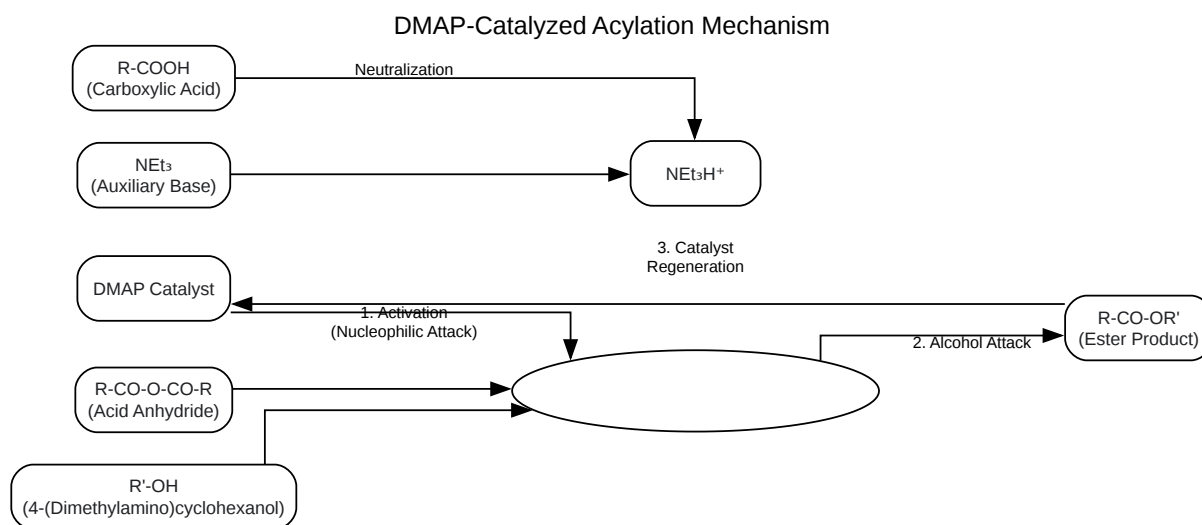 DMAP-Catalyzed Acylation Mechanism
R-COOH
(Carboxylic Acid)
Neutralization
NEt₃
(Auxiliary Base)
NEt₃H⁺
3. Catalyst
Regeneration
DMAP Catalyst
1. Activation
(Nucleophilic Attack)
R-CO-OR'
(Ester Product)
2. Alcohol Attack
R-CO-O-CO-R
(Acid Anhydride)
R'-OH
(4-(Dimethylamino)cyclohexanol)